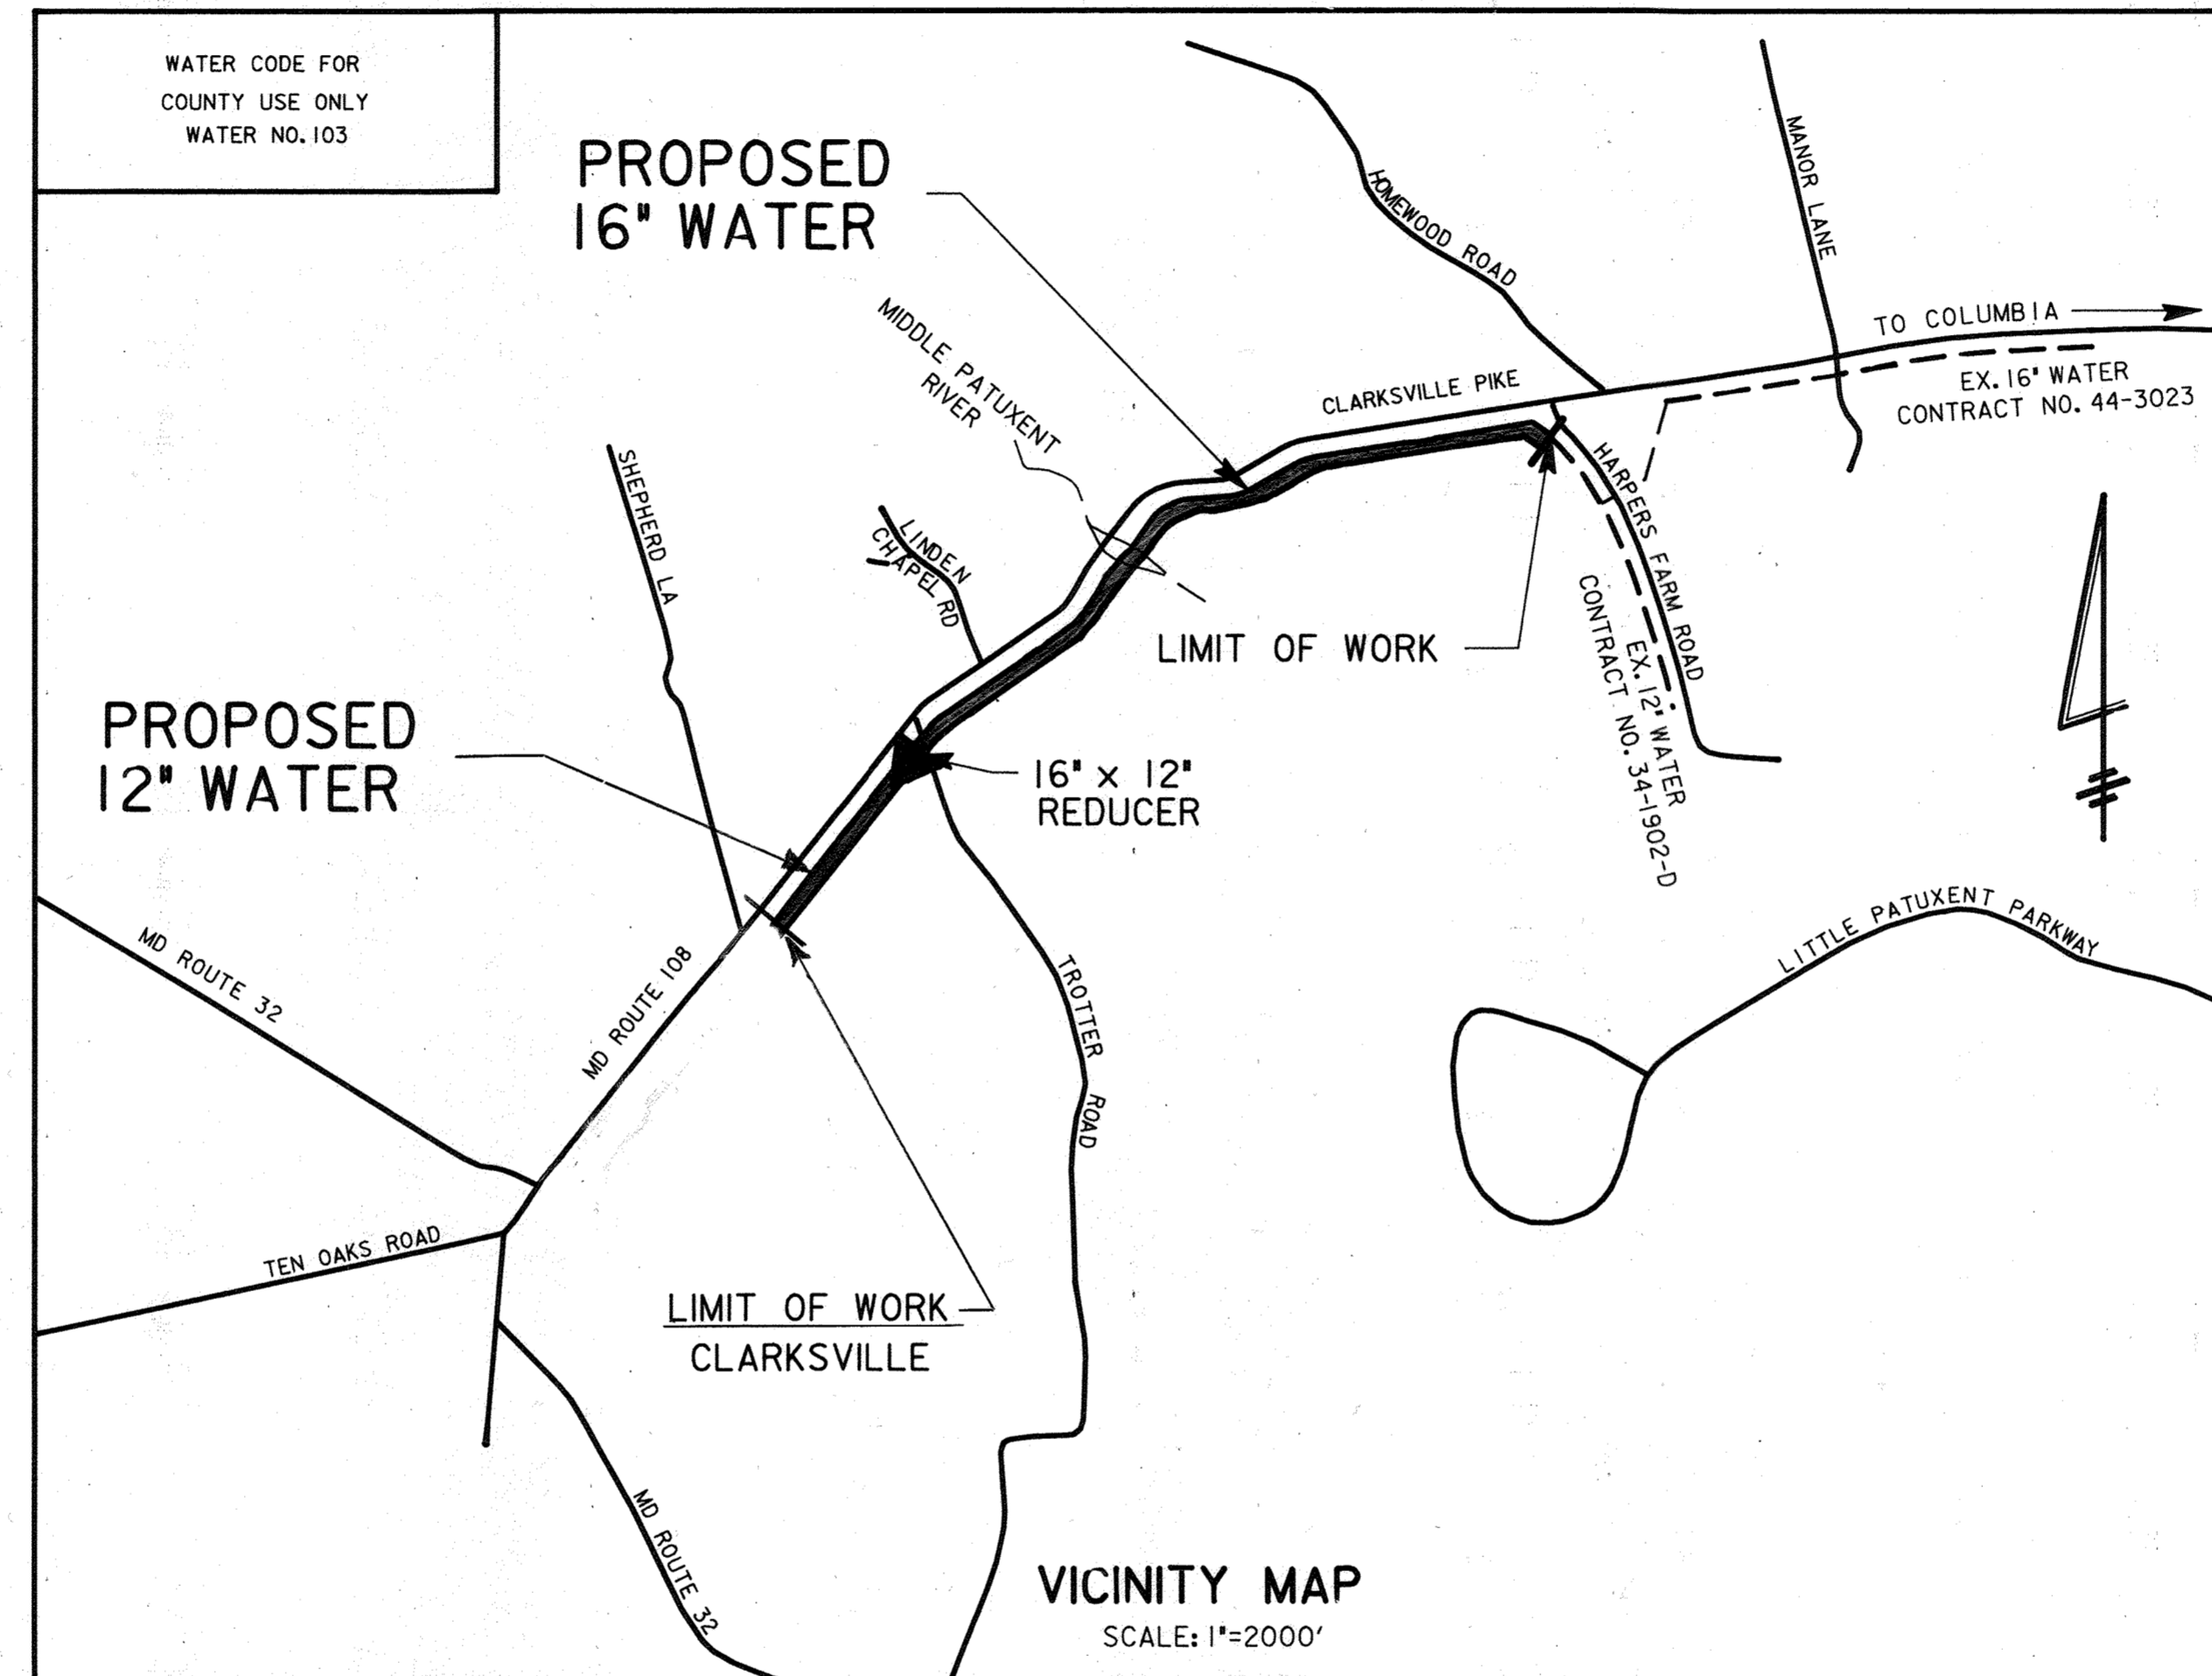 WATER CODE FOR
COUNTY USE ONLY
WATER NO. 103
PROPOSED
16" WATER
HOMEWOOD ROAD
MANOR LANE
TO COLUMBIA
EX. 16" WATER
CONTRACT NO. 44-3023
CLARKSVILLE PIKE
MIDDLE PATUXENT
RIVER
SHEPHERD LA
LINDEN
CHAPEL RD
HARPERS FARM ROAD
EX. 12" WATER
CONTRACT NO. 34-1902-D
LIMIT OF WORK
PROPOSED
12" WATER
16" x 12"
REDUCER
LITTLE PATUXENT PARKWAY
MD ROUTE 32
MD ROUTE 108
TROTTER ROAD
TEN OAKS ROAD
LIMIT OF WORK
CLARKSVILLE
MD ROUTE 32
VICINITY MAP
SCALE: 1"=2000'